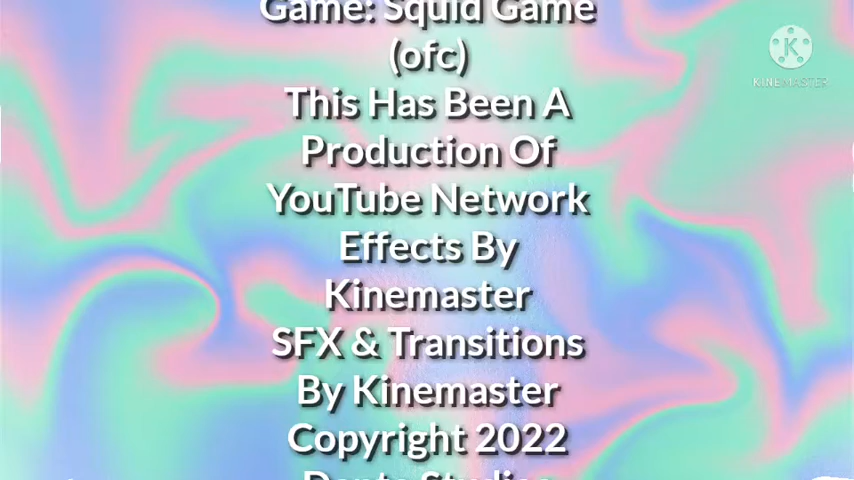 Game: Squid Game
(ofc)
This Has Been A
Production Of
YouTube Network
Effects By
Kinemaster
SFX & Transitions
By Kinemaster
Copyright 2022
Studios
K
KINEMASTER